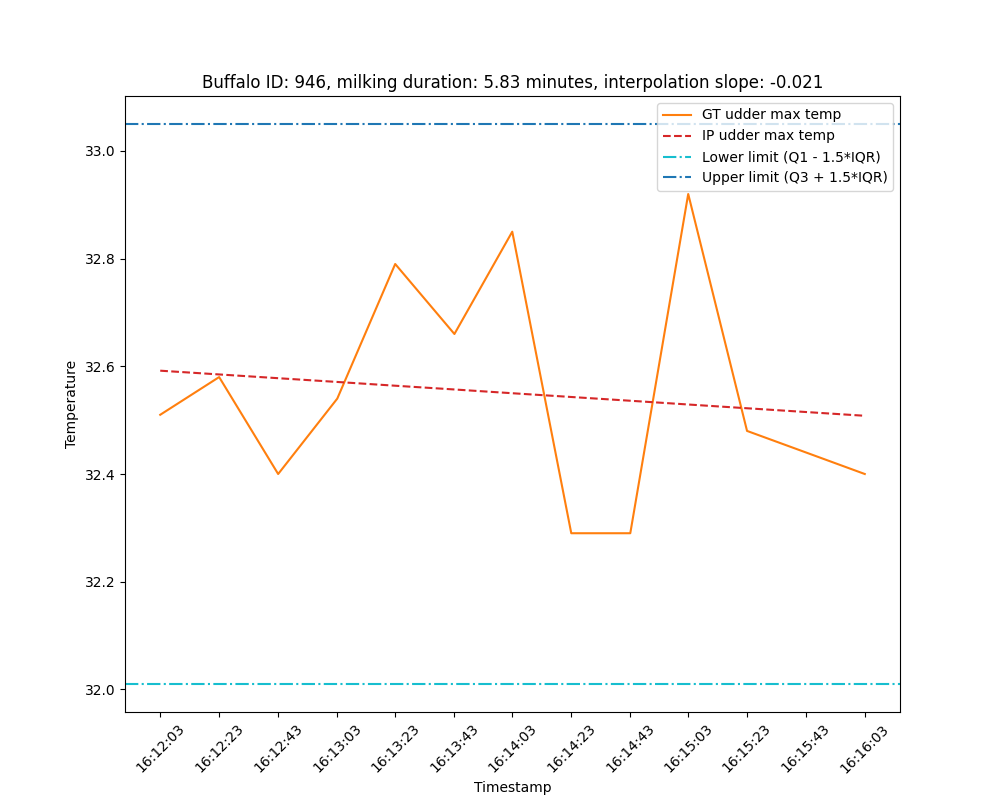 Buffalo ID: 946, milking duration: 5.83 minutes, interpolation slope: -0.021
GT udder max temp
IP udder max temp
Lower limit (Q1 - 1.5*IQR)
Upper limit (Q3 + 1.5*IQR)
33.0
32.8
32.6
32.4
32.2
32.0
Temperature
16:12:03
16:12:23
16:12:43
16:13:03
16:13:23
16:13:43
16:14:03
16:14:23
16:14:43
16:15:03
16:15:23
16:15:43
16:16:03
Timestamp